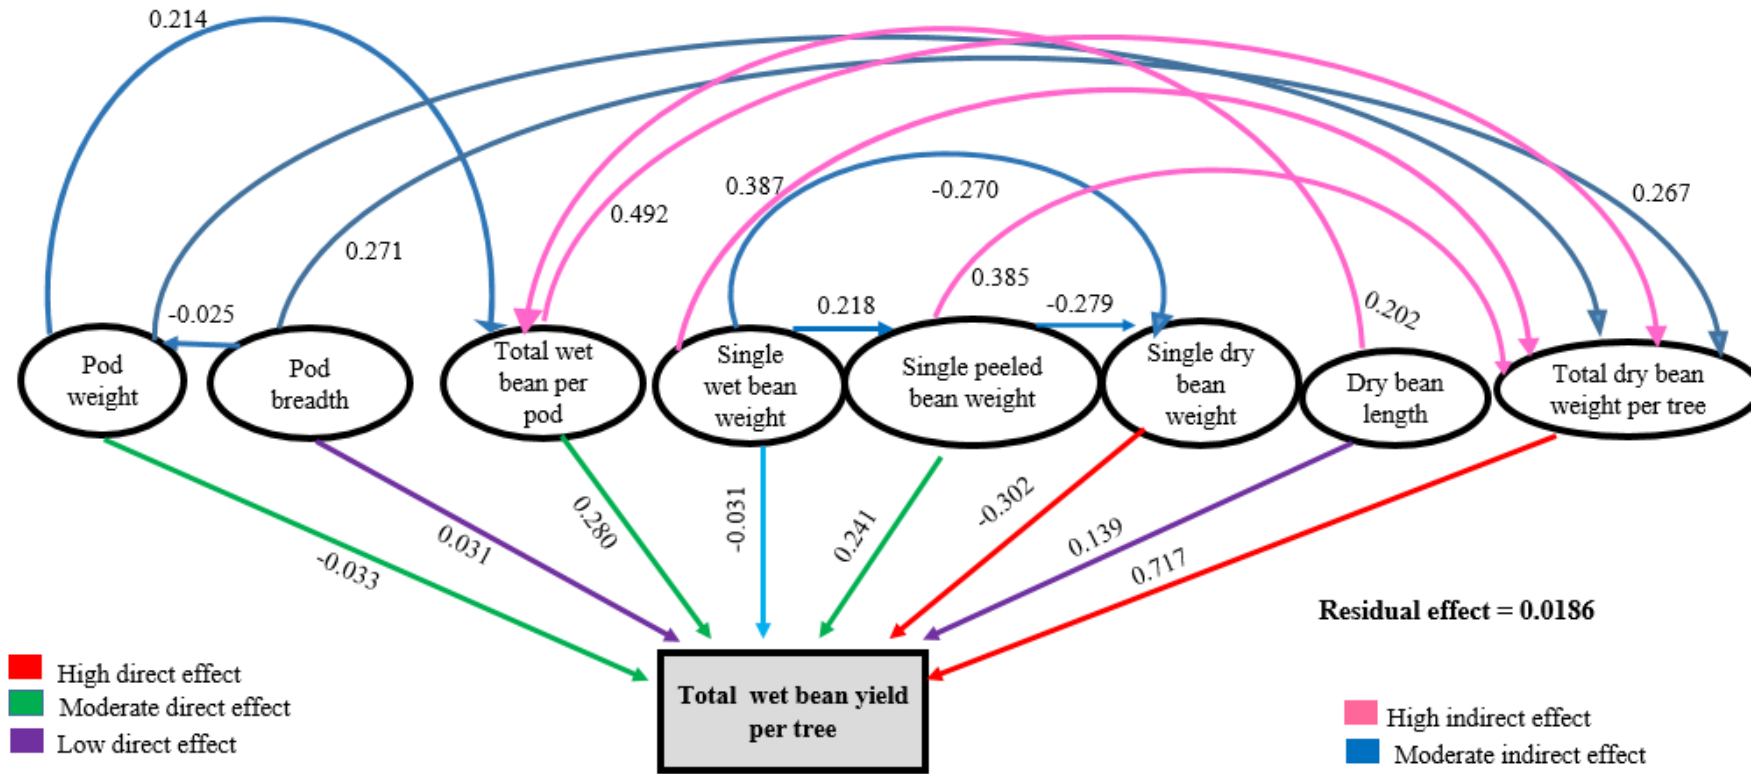 0.214
0.387
-0.270
0.267
0.492
0.271
0.385
-0.025
0.218
-0.279
0.202
Pod
weight
Pod
breadth
Total wet
bean per
pod
Single
wet bean
weight
Single peeled
bean weight
Single dry
bean
weight
Dry bean
length
Total dry bean
weight per tree
-0.033
0.031
0.280
-0.031
0.241
-0.302
0.139
0.717
Residual effect = 0.0186
Total wet bean yield
per tree
High direct effect
Moderate direct effect
Low direct effect
High indirect effect
Moderate indirect effect